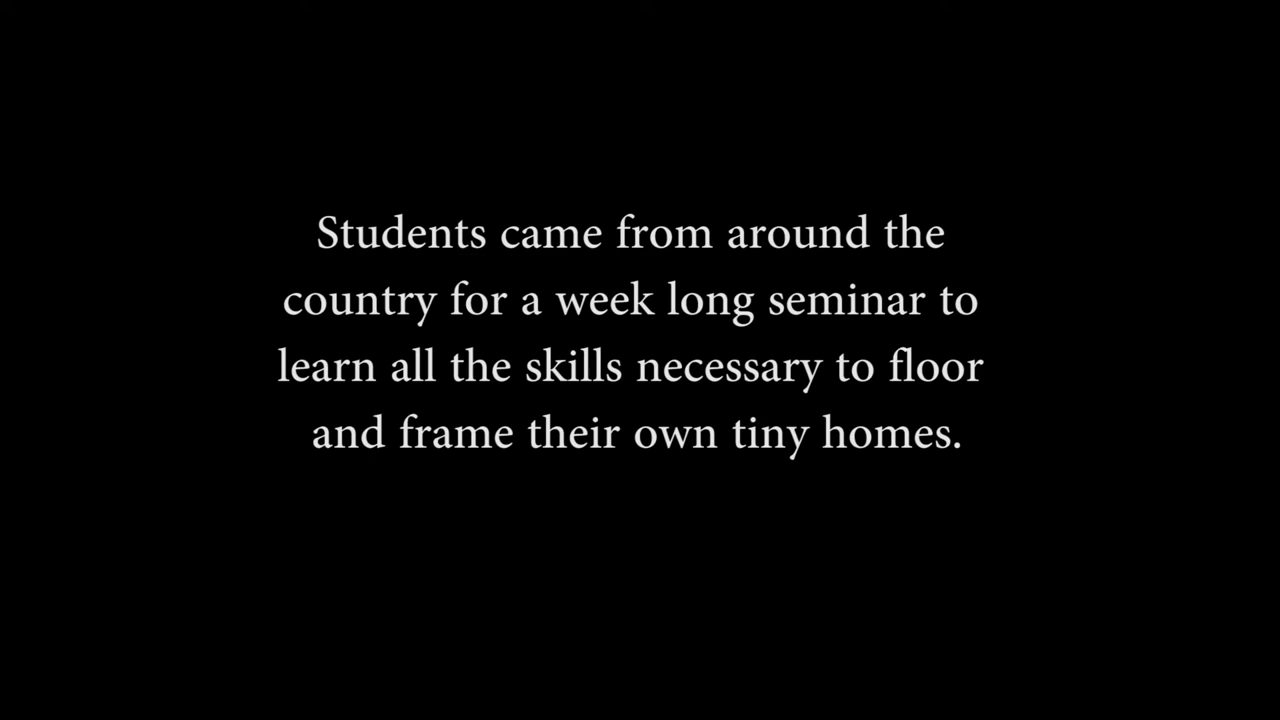 Students came from around the
country for a week long seminar to
learn all the skills necessary to floor
and frame their own tiny homes.